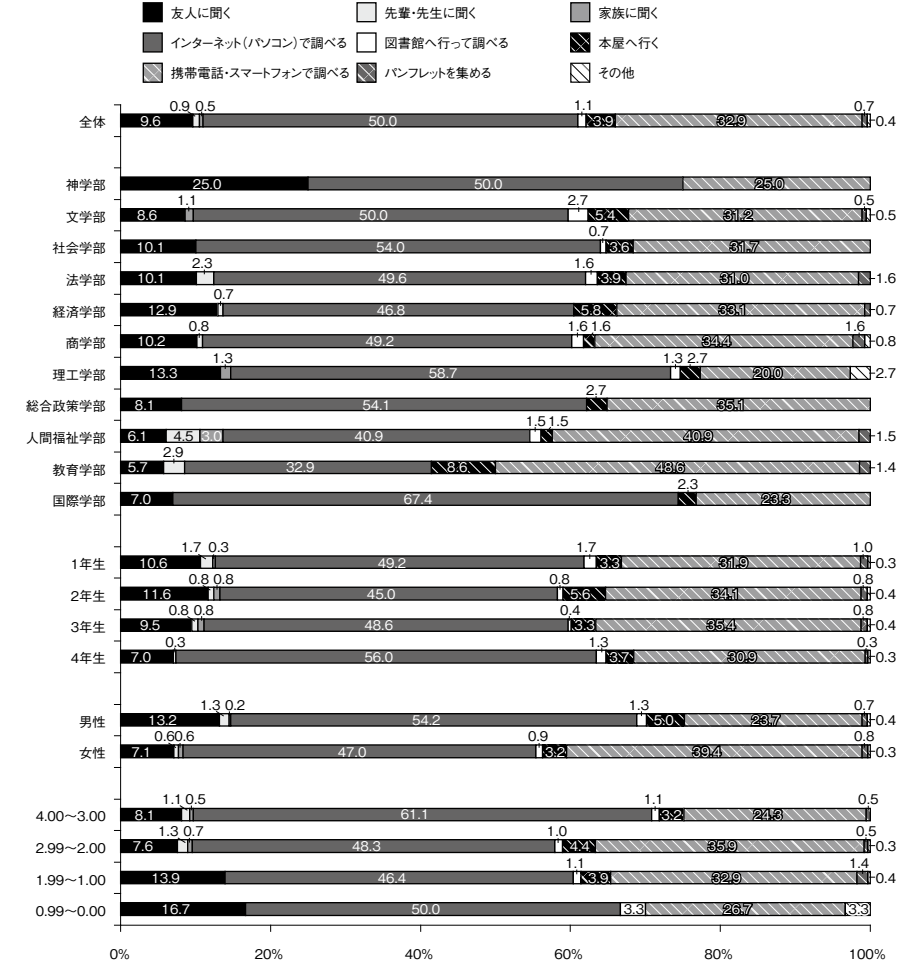 友人に聞く 先輩・先生に聞く 家族に聞く
インターネット(パソコン)で調べる 図書館へ行って調べる 本屋へ行く
携帯電話・スマートフォンで調べる パンフレットを集める その他
0.9 0.5 1.1 0.7
全体 9.6 50.0 3.9 32.9 0.4
神学部 25.0 50.0 25.0
1.1 2.7 0.5
文学部 8.6 50.0 5.4 31.2 0.5
0.7
社会学部 10.1 54.0 3.6 31.7
2.3 1.6
法学部 10.1 49.6 3.9 31.0 1.6
0.7
経済学部 12.9 46.8 5.8 33.1 0.7
0.8 1.6 1.6 1.6
商学部 10.2 49.2 34.4 0.8
1.3 1.3 2.7
理工学部 13.3 58.7 20.0 2.7
2.7
総合政策学部 8.1 54.1 35.1
1.5 1.5
人間福祉学部 6.1 4.5 3.0 40.9 40.9 1.5
2.9
教育学部 5.7 32.9 8.6 48.6 1.4
2.3
国際学部 7.0 67.4 23.3
1.7 0.3 1.7 1.0
1年生 10.6 49.2 3.3 31.9 0.3
0.8 0.8 0.8 0.8
2年生 11.6 45.0 5.6 34.1 0.4
0.8 0.8 0.4 0.8
3年生 9.5 48.6 3.3 35.4 0.4
0.3 1.3 0.3
4年生 7.0 56.0 3.7 30.9 0.3
1.3 0.2 1.3 0.7
男性 13.2 54.2 5.0 23.7 0.4
0.6 0.6 0.9 0.8
女性 7.1 47.0 3.2 39.4 0.3
1.1 0.5 1.1 0.5
4.00～3.00 8.1 61.1 3.2 24.3
1.3 0.7 1.0 0.5
2.99～2.00 7.6 48.3 4.4 35.9 0.3
1.1 1.4
1.99～1.00 13.9 46.4 3.9 32.9 0.4
0.99～0.00 16.7 50.0 3.3 26.7 3.3
0% 20% 40% 60% 80% 100%